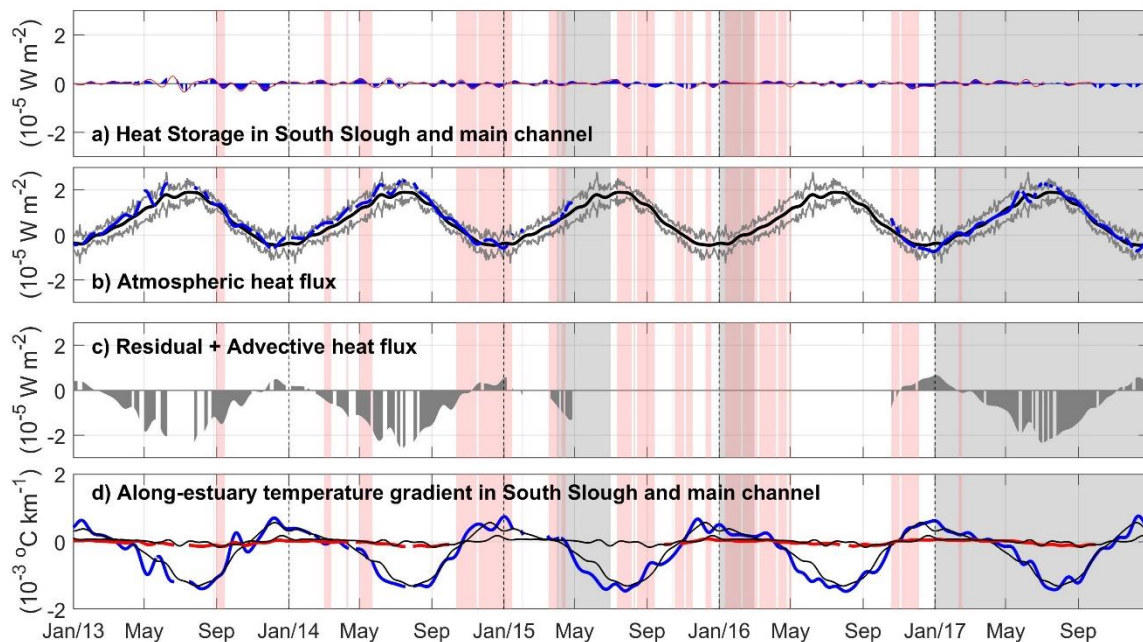 2
0
-2
(10⁻⁵ W m⁻²)
a) Heat Storage in South Slough and main channel
2
0
-2
(10⁻⁵ W m⁻²)
b) Atmospheric heat flux
2
0
-2
(10⁻⁵ W m⁻²)
c) Residual + Advective heat flux
2
0
-2
(10⁻³ °C km⁻¹)
d) Along-estuary temperature gradient in South Slough and main channel
Jan/13 May Sep Jan/14 May Sep Jan/15 May Sep Jan/16 May Sep Jan/17 May Sep